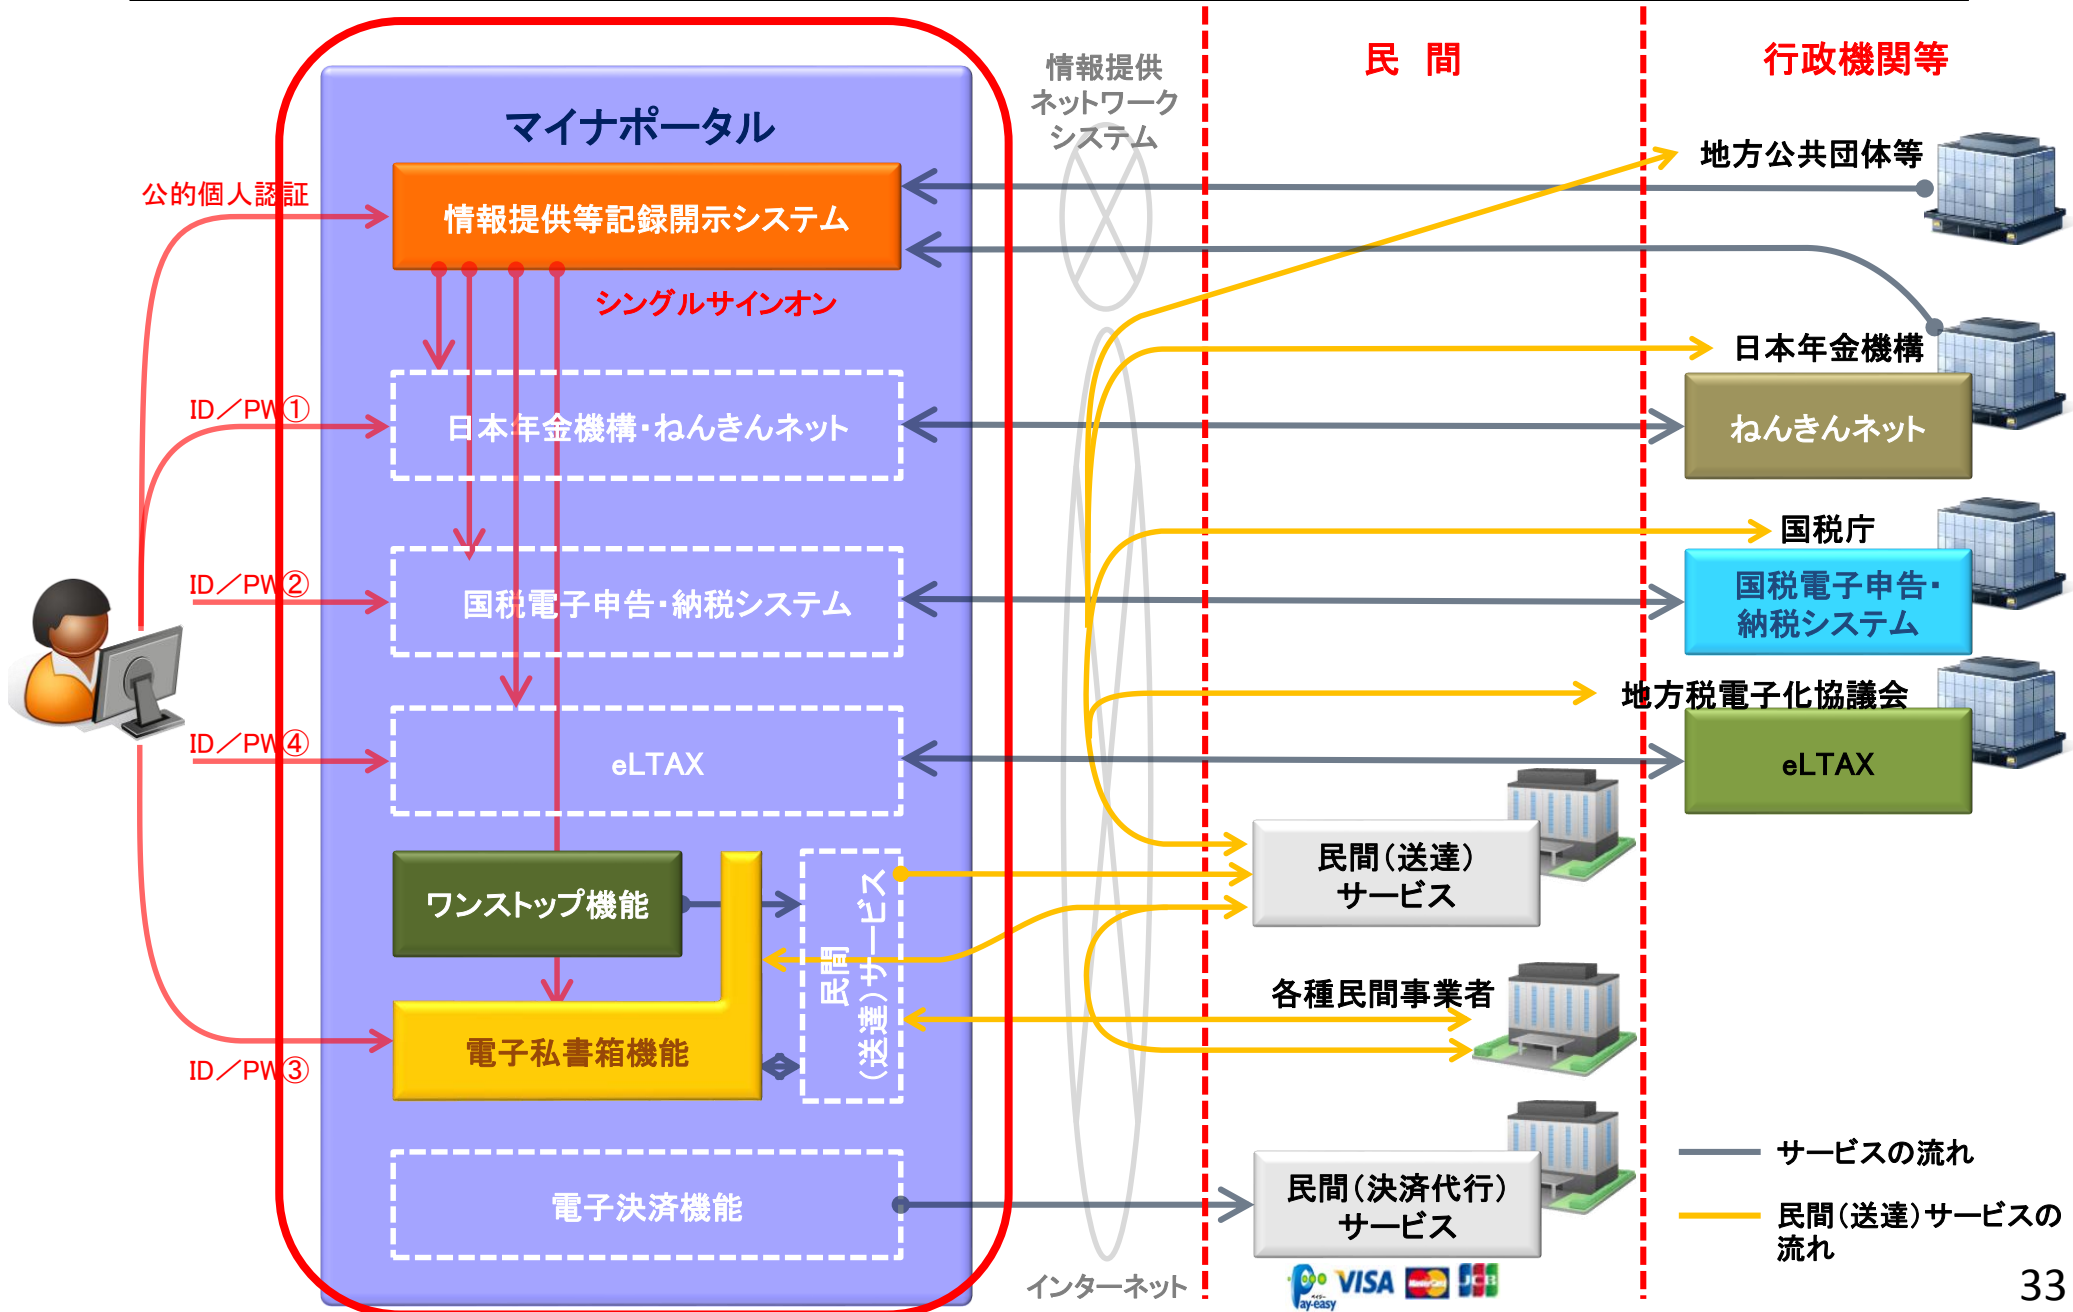 民 間
行政機関等
情報提供
ネットワーク
システム
マイナポータル
地方公共団体等
公的個人認証
情報提供等記録開示システム
シングルサインオン
日本年金機構
ID／PW①
日本年金機構・ねんきんネット
ねんきんネット
国税庁
ID／PW②
国税電子申告・納税システム
国税電子申告・
納税システム
地方税電子化協議会
ID／PW④
eLTAX
eLTAX
民間（送達）
サービス
ワンストップ機能
民間
（送達）サービス
各種民間事業者
電子私書箱機能
ID／PW③
電子決済機能
民間（決済代行）
サービス
サービスの流れ
民間（送達）サービスの
流れ
インターネット
ペイジー
Pay-easy
VISA
MasterCard
JCB
33